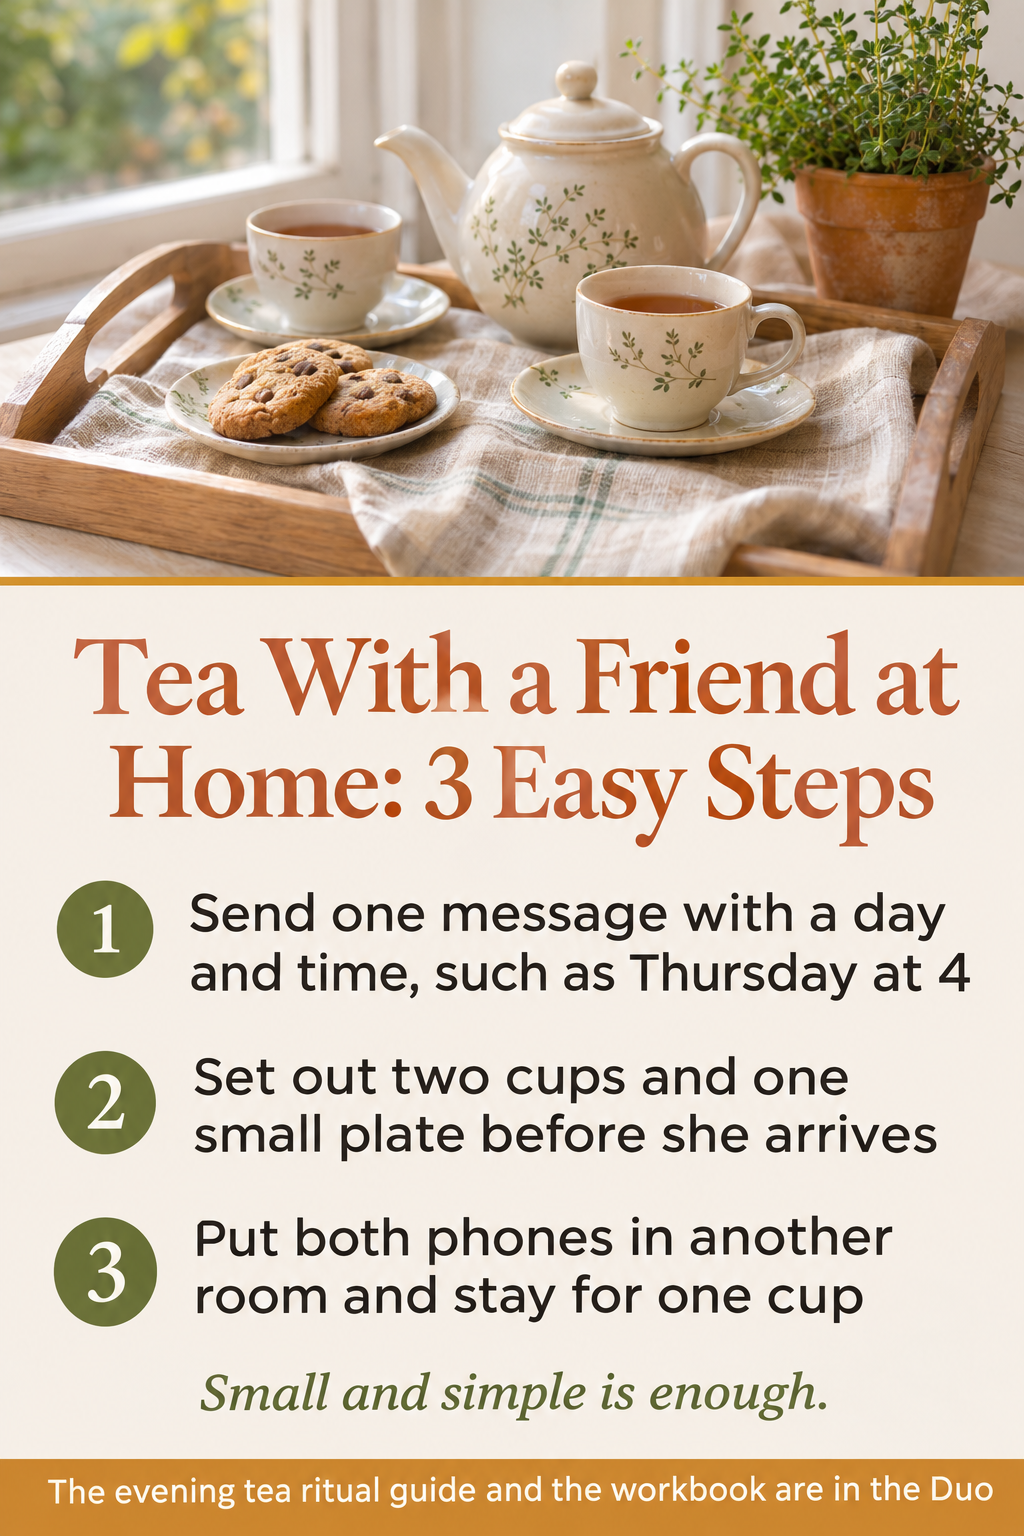 Tea With a Friend at
Home: 3 Easy Steps
1
Send one message with a day
and time, such as Thursday at 4
2
Set out two cups and one
small plate before she arrives
3
Put both phones in another
room and stay for one cup
Small and simple is enough.
The evening tea ritual guide and the workbook are in the Duo